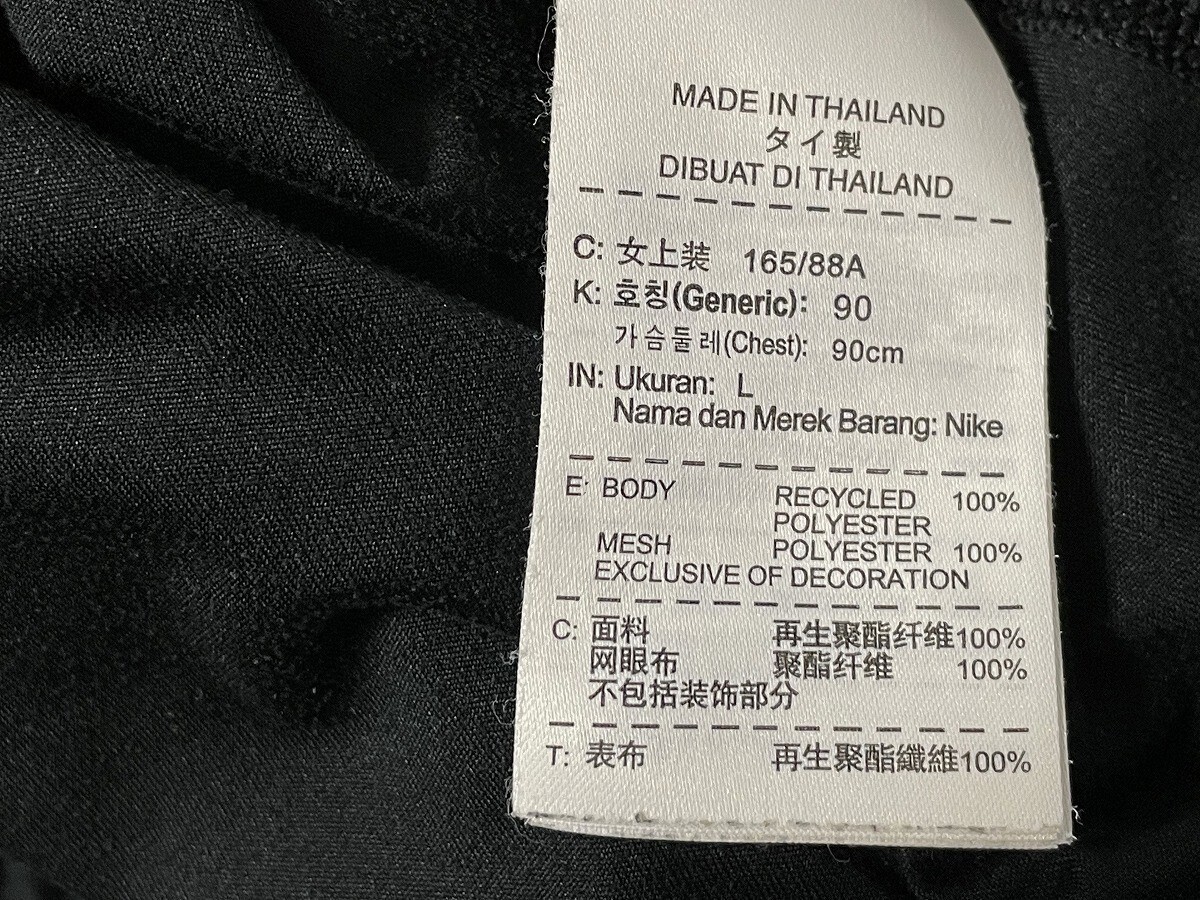 MADE IN THAILAND
タイ製
DIBUAT DI THAILAND
C: 女上装 165/88A
K: 호칭(Generic): 90
가슴둘레(Chest): 90cm
IN: Ukuran: L
Nama dan Merek Barang: Nike
E: BODY RECYCLED 100%
POLYESTER
MESH POLYESTER 100%
EXCLUSIVE OF DECORATION
C: 面料 再生聚酯纤维100%
网眼布 聚酯纤维 100%
不包括装饰部分
T: 表布 再生聚酯纖維100%